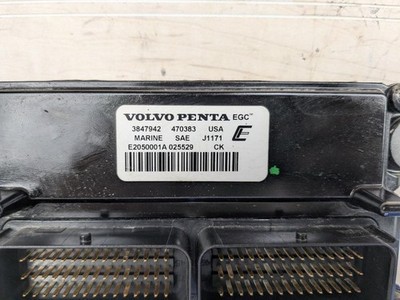 VOLVO PENTA EGC™
3847942 470383 USA
MARINE SAE J1171
E2050001A 025529 CK